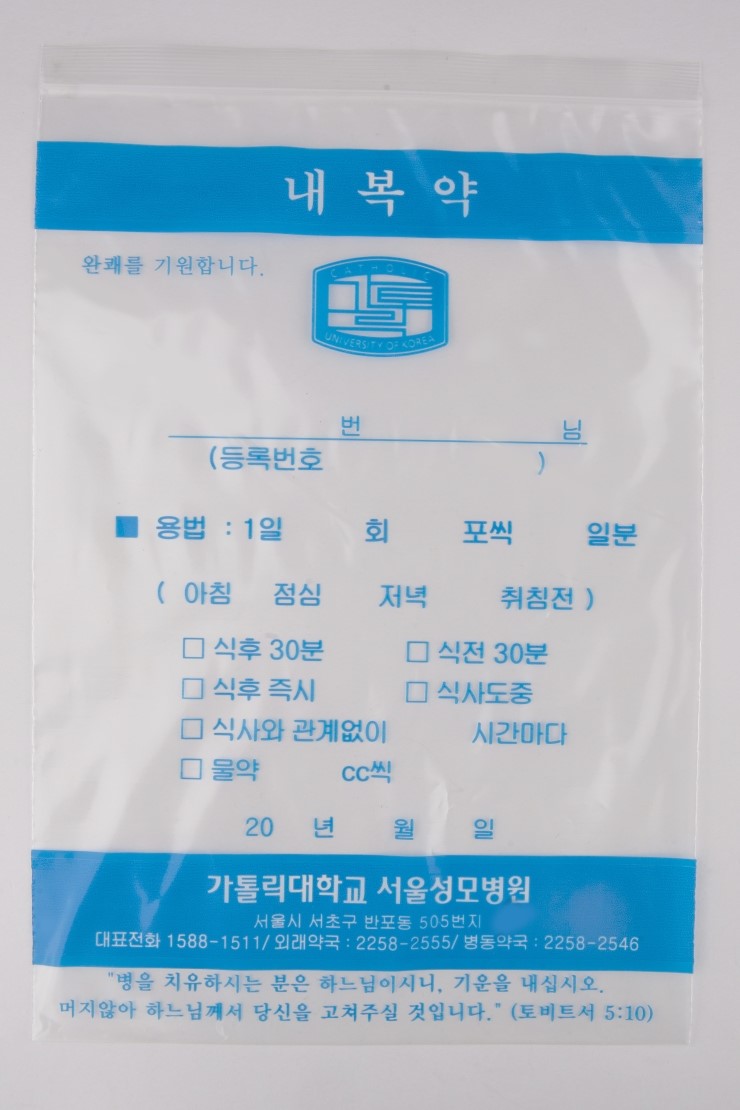 내복약
완쾌를 기원합니다.
CATHOLIC
가톨릭
UNIVERSITY OF KOREA
번 님
(등록번호 )
■ 용법 : 1일 회 포씩 일분
( 아침 점심 저녁 취침전 )
□ 식후 30분 □ 식전 30분
□ 식후 즉시 □ 식사도중
□ 식사와 관계없이 시간마다
□ 물약 cc씩
20 년 월 일
가톨릭대학교 서울성모병원
서울시 서초구 반포동 505번지
대표전화 1588-1511/ 외래약국 : 2258-2555/ 병동약국 : 2258-2546
"병을 치유하시는 분은 하느님이시니, 기운을 내십시오.
머지않아 하느님께서 당신을 고쳐주실 것입니다." (토비트서 5:10)